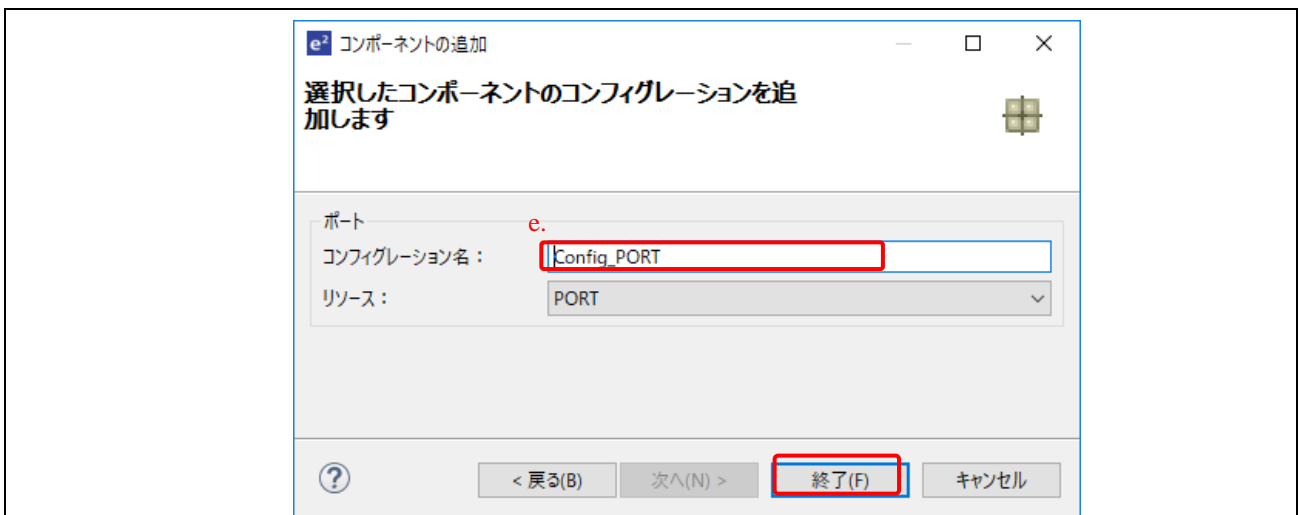 e² コンポーネントの追加
選択したコンポーネントのコンフィグレーションを追
加します
ポート
e.
コンフィグレーション名：
Config_PORT
リソース：
PORT
?
< 戻る(B)
次へ(N) >
終了(F)
キャンセル